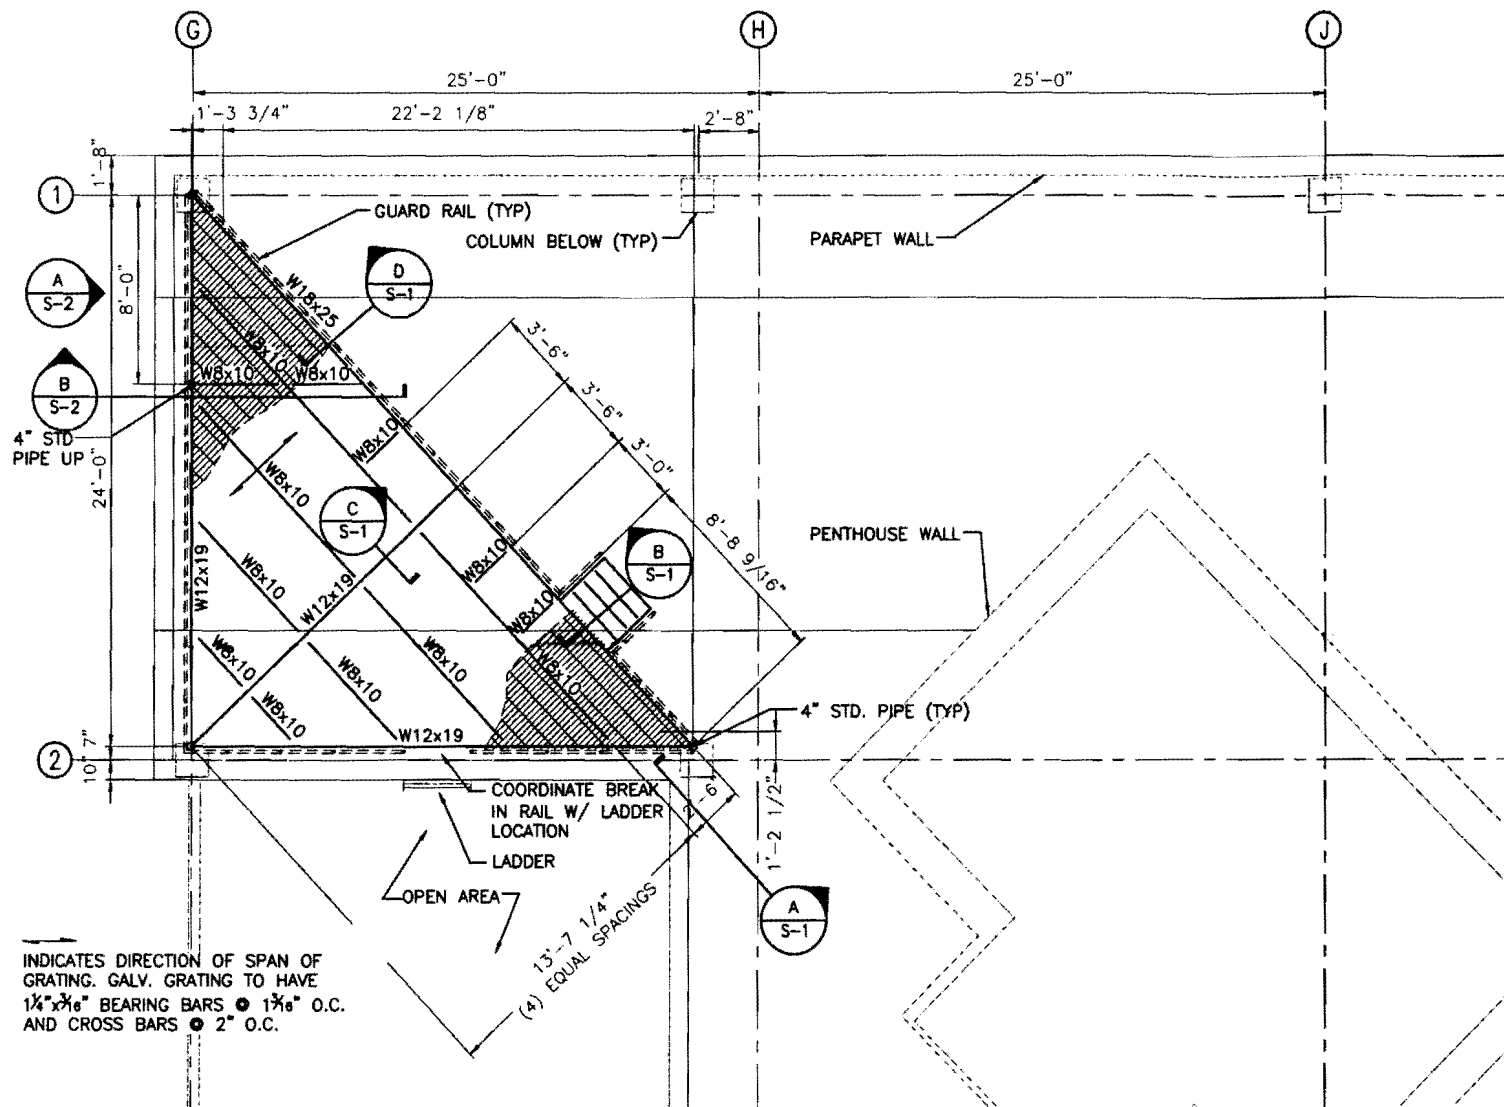 G
H
J
25'-0"
25'-0"
1'-3 3/4"
22'-2 1/8"
2'-8"
1'-8"
1
GUARD RAIL (TYP)
COLUMN BELOW (TYP)
PARAPET WALL
A
S-2
8'-0"
D
S-1
W18x25
W8x10
W8x10
W8x10
B
S-2
3'-6"
3'-6"
3'-0"
8'-8 9/16"
4" STD
PIPE UP
24'-0"
W8x10
W8x10
C
S-1
W8x10
B
S-1
PENTHOUSE WALL
W12x19
W8x10
W12x19
W8x10
W8x10
W8x10
W8x10
W8x10
W8x10
W12x19
4" STD. PIPE (TYP)
2
10'-7"
COORDINATE BREAK
IN RAIL W/ LADDER
LOCATION
LADDER
2'-6"
1'-2 1/2"
OPEN AREA
13'-7 1/4"
(4) EQUAL SPACINGS
A
S-1
INDICATES DIRECTION OF SPAN OF
GRATING. GALV. GRATING TO HAVE
1¼"x3/16" BEARING BARS @ 1 3/16" O.C.
AND CROSS BARS @ 2" O.C.